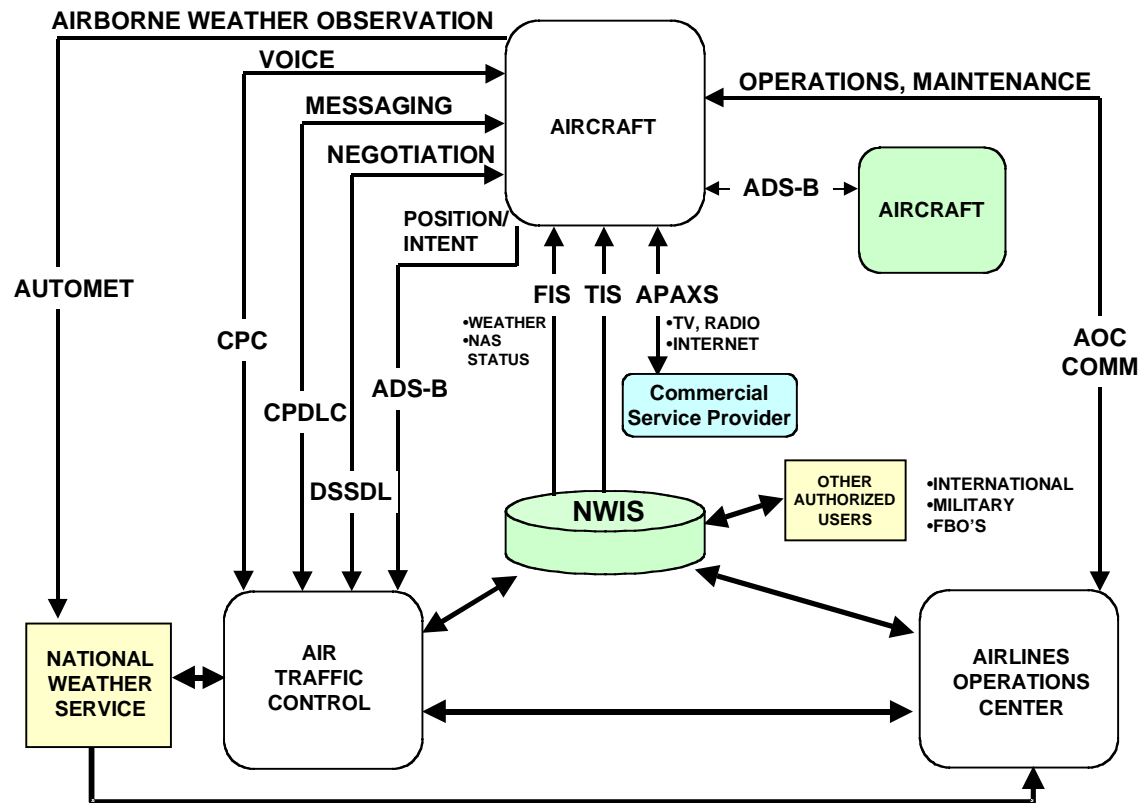 AIRBORNE WEATHER OBSERVATION
VOICE
MESSAGING
NEGOTIATION
POSITION/
INTENT
AIRCRAFT
OPERATIONS, MAINTENANCE
ADS-B
AIRCRAFT
AUTOMET
CPC
CPDLC
DSSDL
ADS-B
FIS
•WEATHER
•NAS
STATUS
TIS
APAXS
•TV, RADIO
•INTERNET
Commercial
Service Provider
AOC
COMM
NWIS
OTHER
AUTHORIZED
USERS
•INTERNATIONAL
•MILITARY
•FBO'S
NATIONAL
WEATHER
SERVICE
AIR
TRAFFIC
CONTROL
AIRLINES
OPERATIONS
CENTER